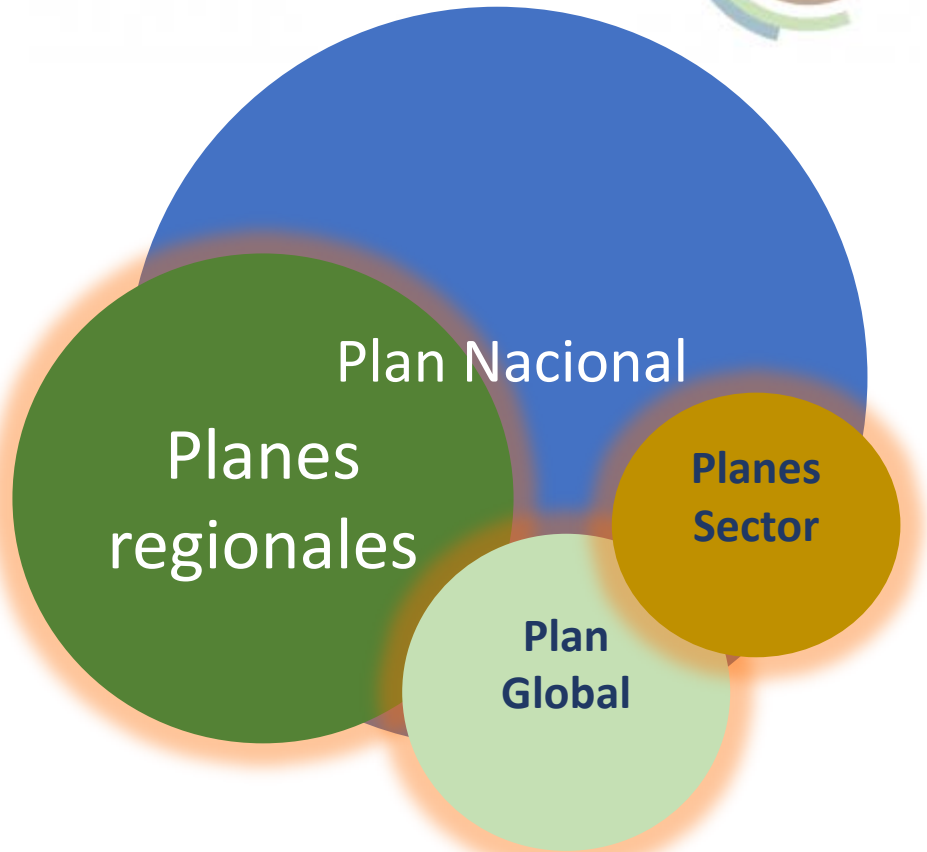 Plan Nacional
Planes
regionales
Planes
Sector
Plan
Global